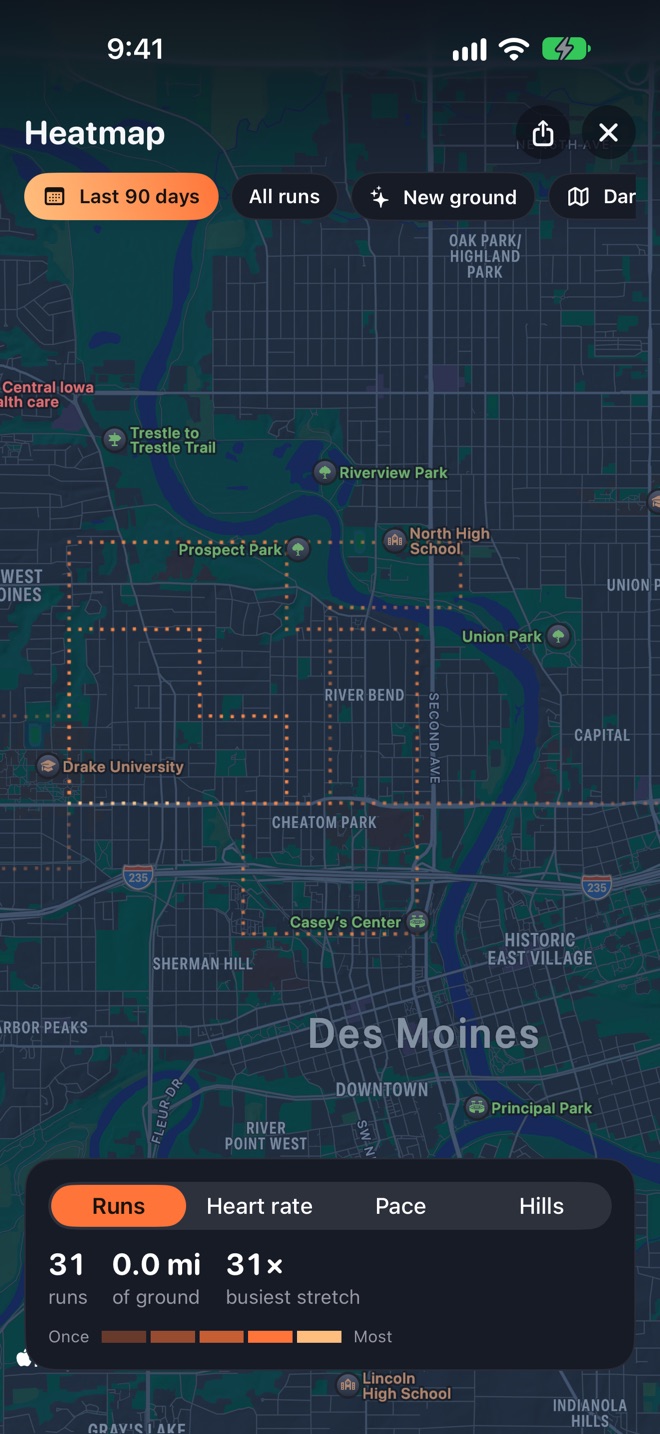 9:41
Heatmap
Last 90 days
All runs
New ground
Dar
OAK PARK/
HIGHLAND
PARK
Central Iowa
alth care
Trestle to
Trestle Trail
Riverview Park
North High
School
Prospect Park
WEST
OINES
UNION P
Union Park
RIVER BEND
SECOND AVE
CAPITAL
Drake University
CHEATOM PARK
235
235
Casey's Center
HISTORIC
EAST VILLAGE
SHERMAN HILL
ARBOR PEAKS
Des Moines
DOWNTOWN
FLEUR DR
Principal Park
RIVER
POINT WEST
SW N
Runs
Heart rate
Pace
Hills
31
0.0 mi
31×
runs
of ground
busiest stretch
Once
Most
Lincoln
High School
INDIANOLA
HILLS
GRAY'S LAKE